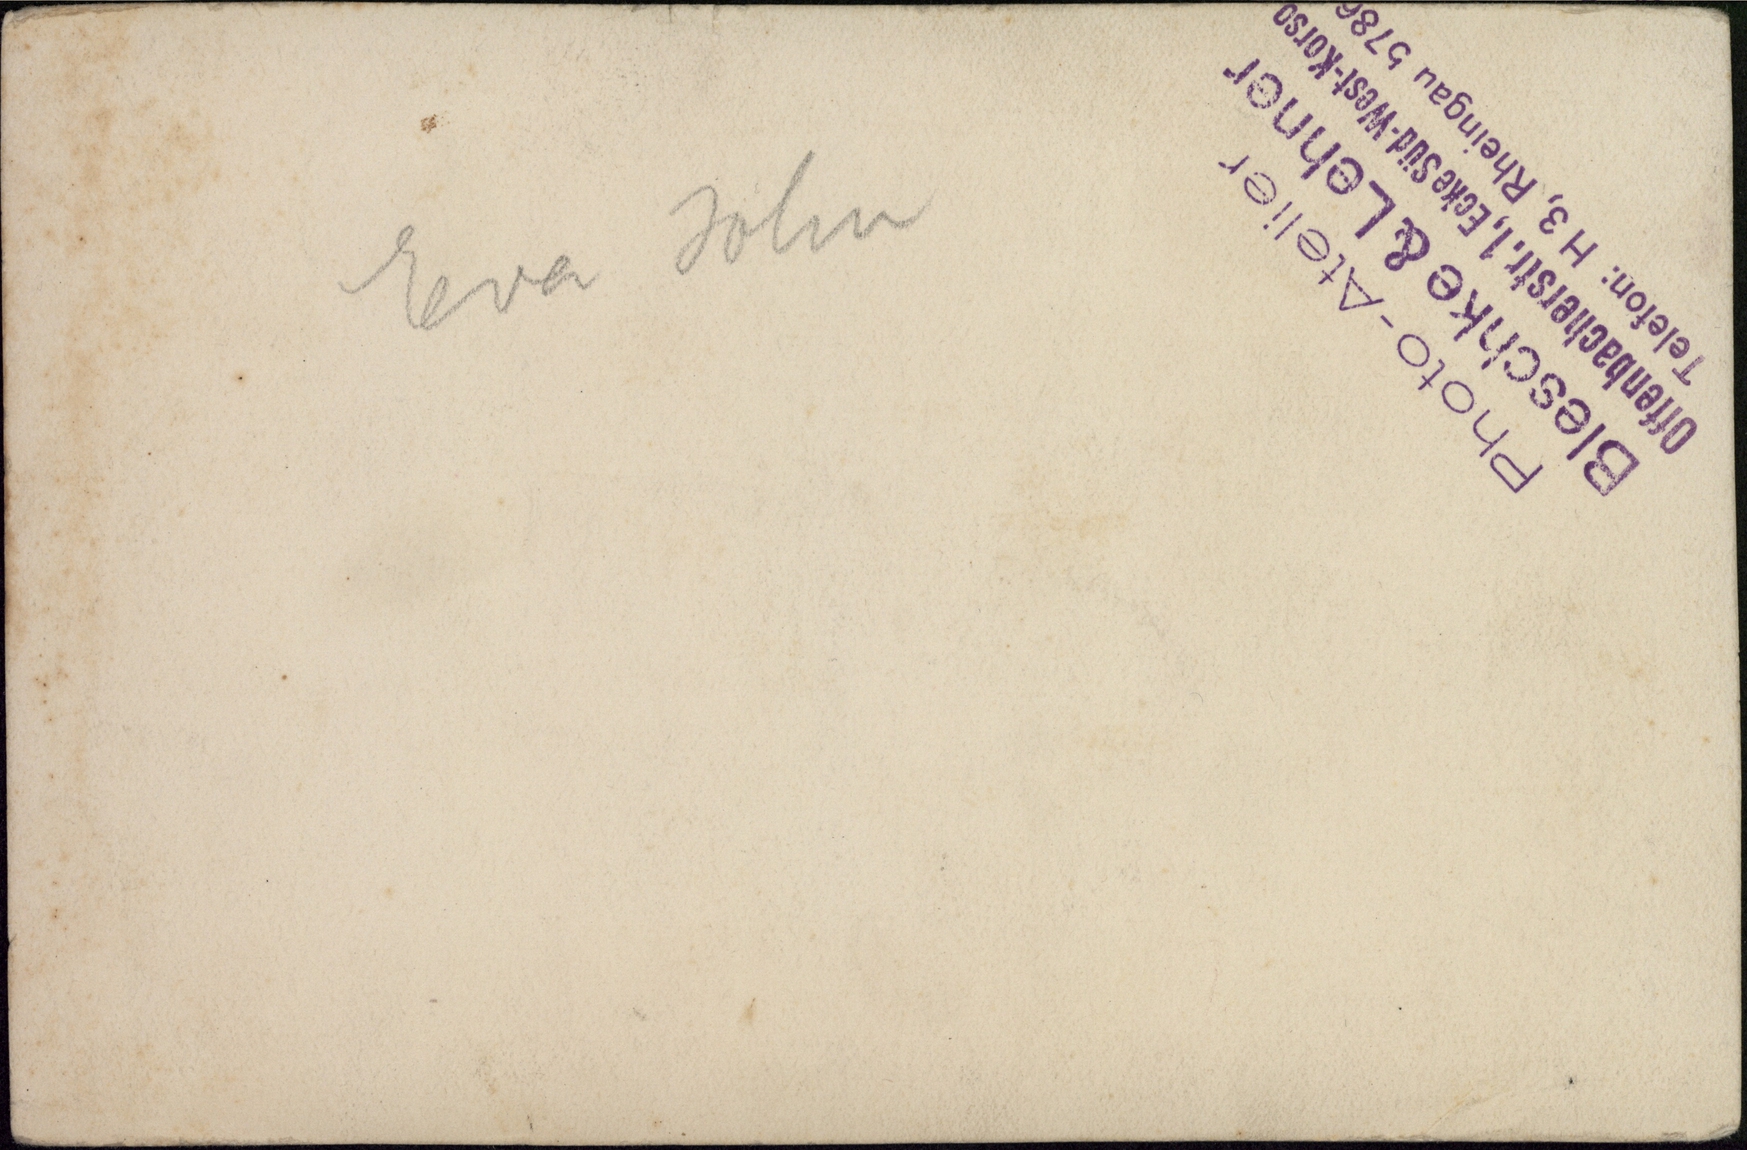 Eva John
Photo-Atelier
Bleschke & Lehner
Offenbacherstr. 1, Ecke Süd-West-Korso
Telefon: H 3, Rheingau 5786